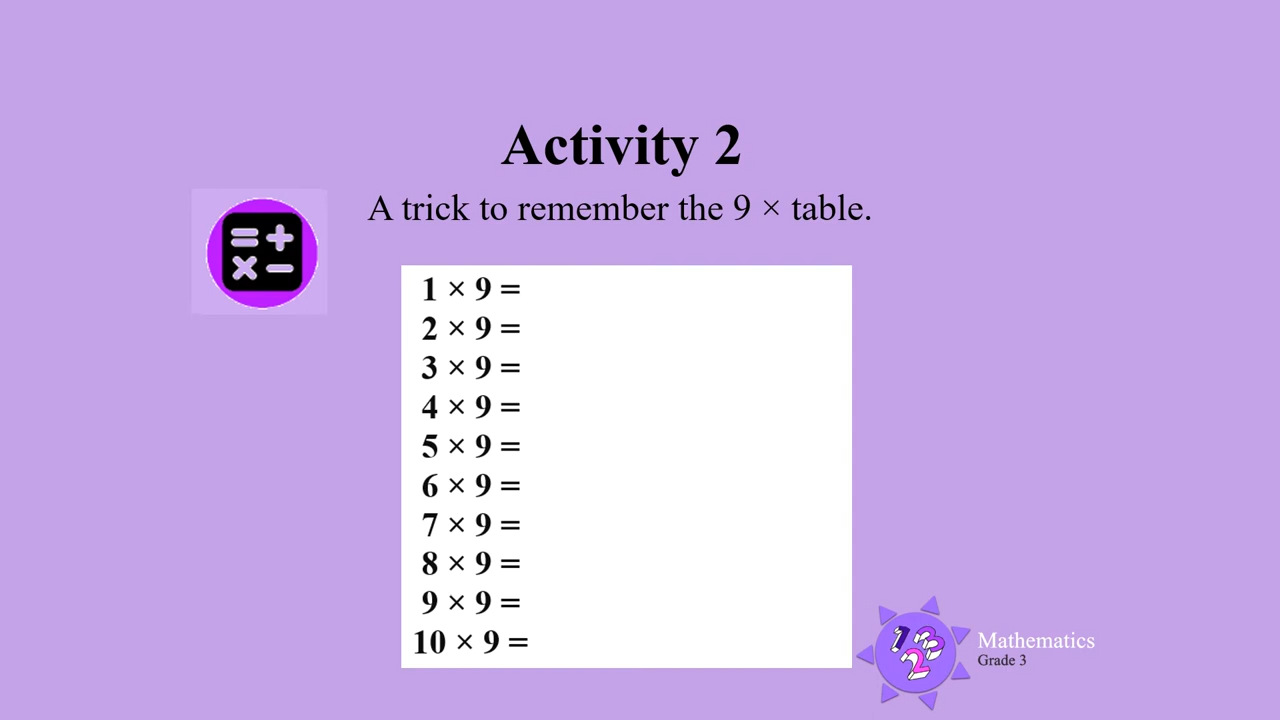 Activity 2
A trick to remember the 9 × table.
1 × 9 =
2 × 9 =
3 × 9 =
4 × 9 =
5 × 9 =
6 × 9 =
7 × 9 =
8 × 9 =
9 × 9 =
10 × 9 =
123
Mathematics
Grade 3